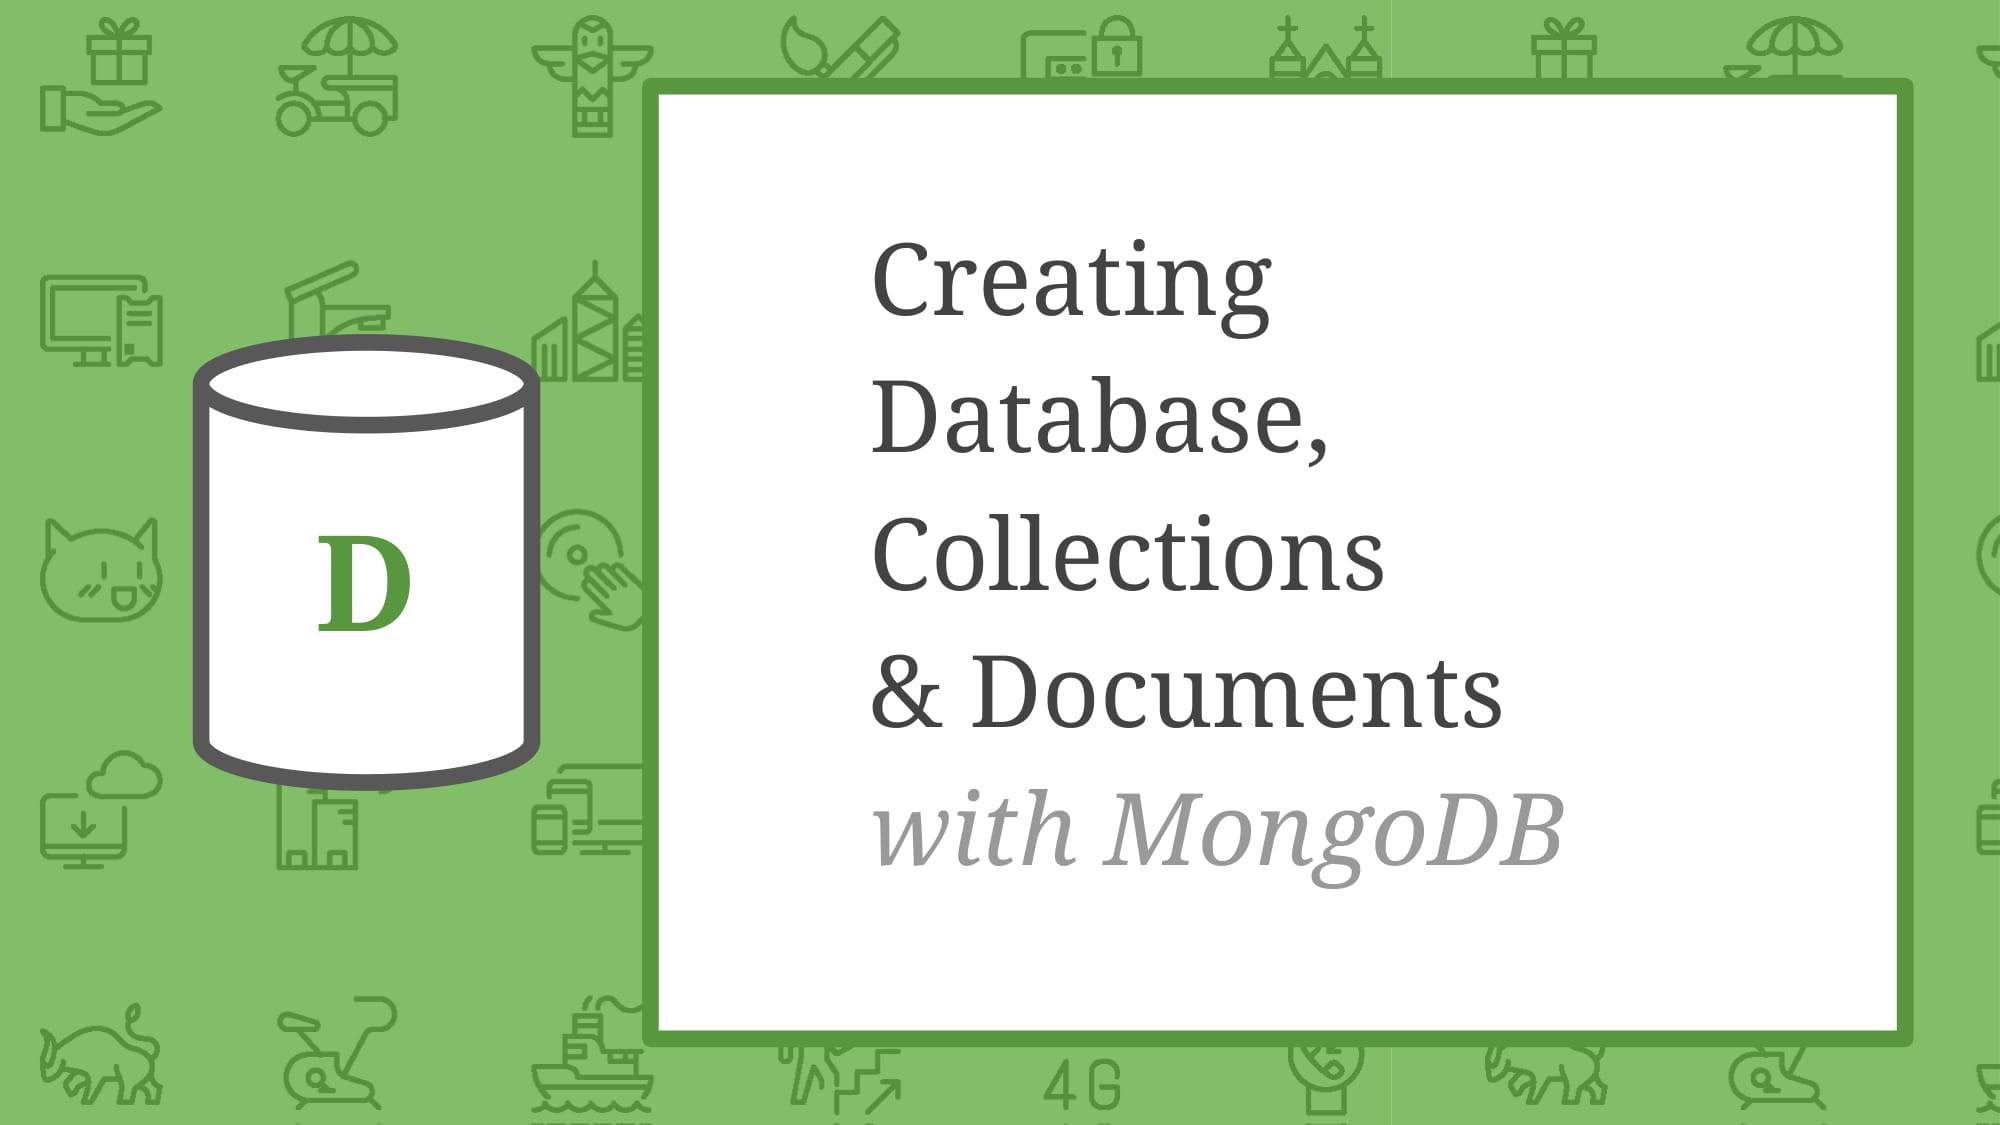 D
Creating
Database,
Collections
& Documents
with MongoDB
4G